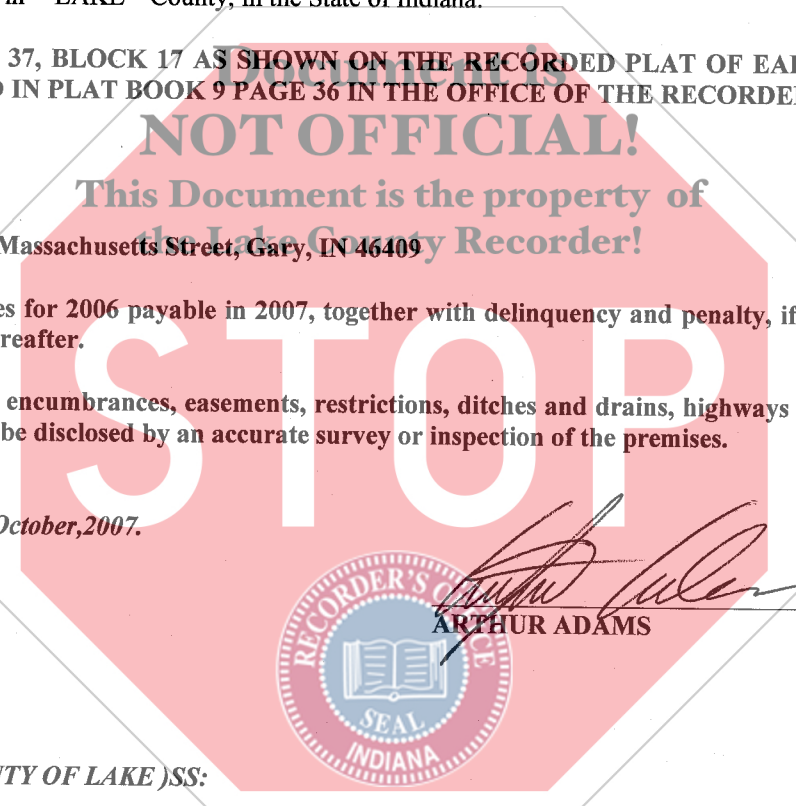 in LAKE County, in the State of Indiana.
37, BLOCK 17 AS SHOWN ON THE RECORDED PLAT OF EA
IN PLAT BOOK 9 PAGE 36 IN THE OFFICE OF THE RECORDE
Document is
NOT OFFICIAL!
This Document is the property of
the Lake County Recorder!
Massachusetts Street, Gary, IN 46409
es for 2006 payable in 2007, together with delinquency and penalty, if
reafter.
encumbrances, easements, restrictions, ditches and drains, highways
be disclosed by an accurate survey or inspection of the premises.
STOP
October,2007.
ARTHUR ADAMS
RECORDER'S OFFICE
SEAL
INDIANA
NTY OF LAKE )SS: